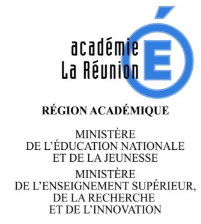 académie
La Réunion
É
RÉGION ACADÉMIQUE
MINISTÈRE
DE L'ÉDUCATION NATIONALE
ET DE LA JEUNESSE
MINISTÈRE
DE L'ENSEIGNEMENT SUPÉRIEUR,
DE LA RECHERCHE
ET DE L'INNOVATION